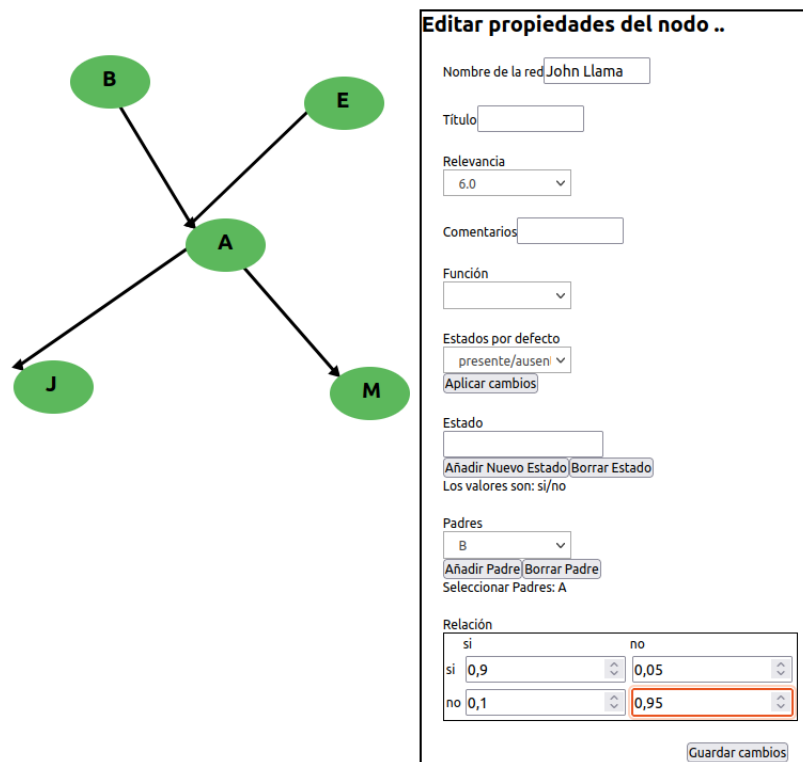 B
E
A
J
M
Editar propiedades del nodo ..
Nombre de la red John Llama
Título
Relevancia
6.0
Comentarios
Función
Estados por defecto
presente/ausent
Aplicar cambios
Estado
Añadir Nuevo Estado Borrar Estado
Los valores son: si/no
Padres
B
Añadir Padre Borrar Padre
Seleccionar Padres: A
Relación
si no
si 0,9 0,05
no 0,1 0,95
Guardar cambios